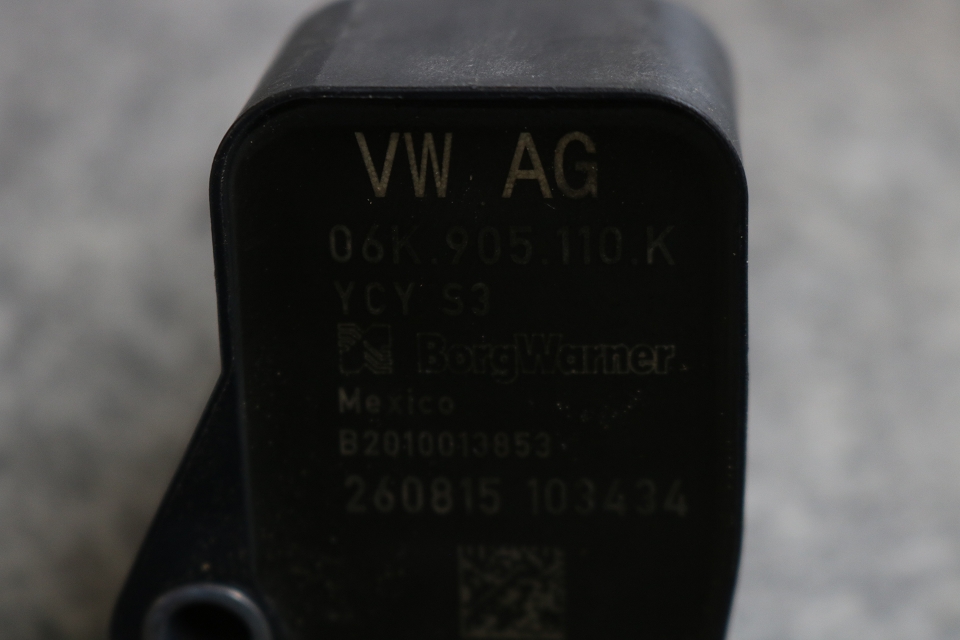 VW AG
06K.905.110.K
YCY S3
BorgWarner
Mexico
B2010013853
260815 103434